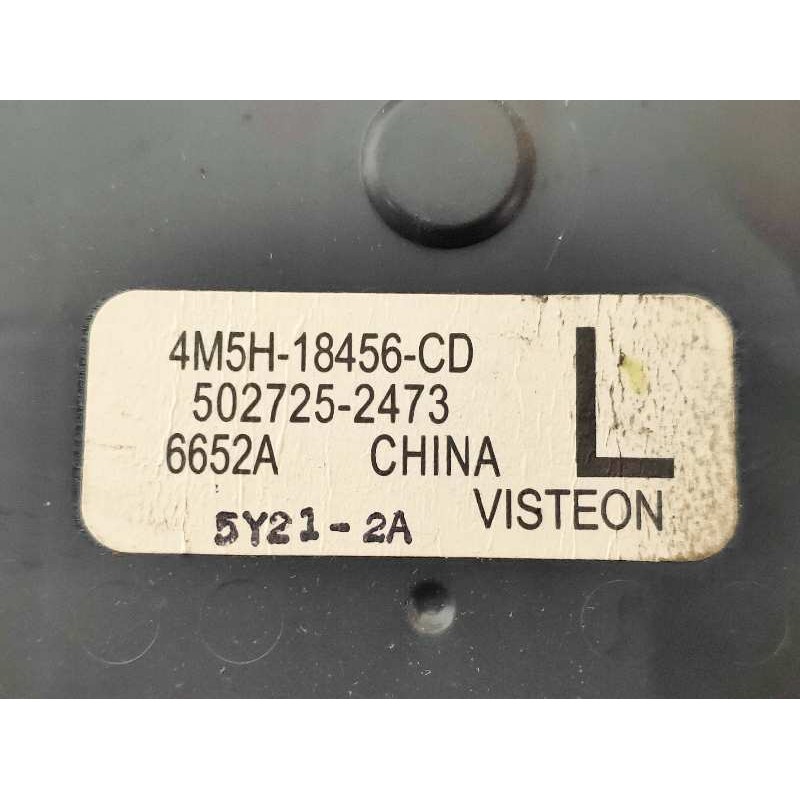 4M5H-18456-CD
502725-2473
6652A CHINA L
5Y21-2A VISTEON